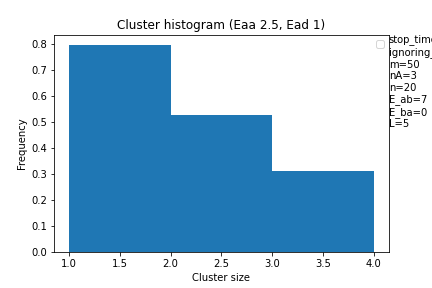 Cluster histogram (Eaa 2.5, Ead 1)
stop_time
ignoring_
m=50
nA=3
n=20
E_ab=7
E_ba=0
L=5
0.8
0.7
0.6
0.5
0.4
0.3
0.2
0.1
0.0
Frequency
1.0 1.5 2.0 2.5 3.0 3.5 4.0
Cluster size